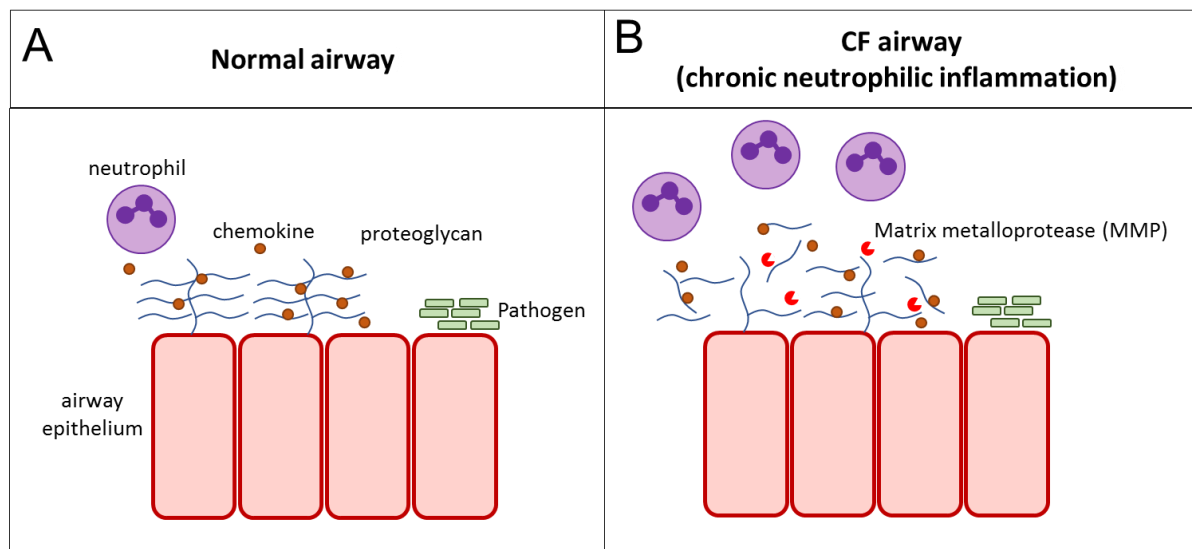 A
Normal airway
B
CF airway
(chronic neutrophilic inflammation)
neutrophil
chemokine
proteoglycan
Pathogen
airway
epithelium
Matrix metalloprotease (MMP)